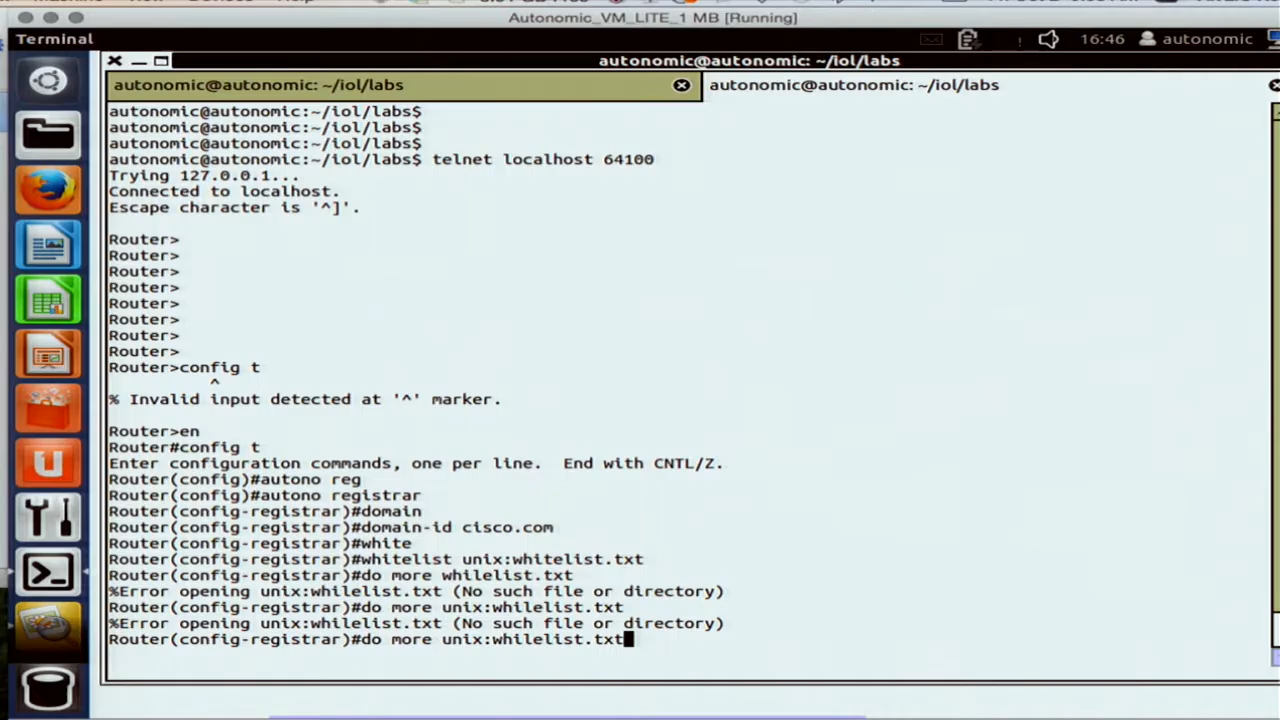 Autonomic_VM_LITE_1 MB [Running]
Terminal
16:46
autonomic
autonomic@autonomic: ~/iol/labs
autonomic@autonomic: ~/iol/labs
autonomic@autonomic: ~/iol/labs
autonomic@autonomic:~/iol/labs$
autonomic@autonomic:~/iol/labs$
autonomic@autonomic:~/iol/labs$
autonomic@autonomic:~/iol/labs$ telnet localhost 64100
Trying 127.0.0.1...
Connected to localhost.
Escape character is '^]'.
Router>
Router>
Router>
Router>
Router>
Router>
Router>
Router>
Router>config t
^
% Invalid input detected at '^' marker.
Router>en
Router#config t
Enter configuration commands, one per line.  End with CNTL/Z.
Router(config)#autono reg
Router(config)#autono registrar
Router(config-registrar)#domain
Router(config-registrar)#domain-id cisco.com
Router(config-registrar)#white
Router(config-registrar)#whitelist unix:whitelist.txt
Router(config-registrar)#do more whilelist.txt
%Error opening unix:whilelist.txt (No such file or directory)
Router(config-registrar)#do more unix:whilelist.txt
%Error opening unix:whilelist.txt (No such file or directory)
Router(config-registrar)#do more unix:whilelist.txt